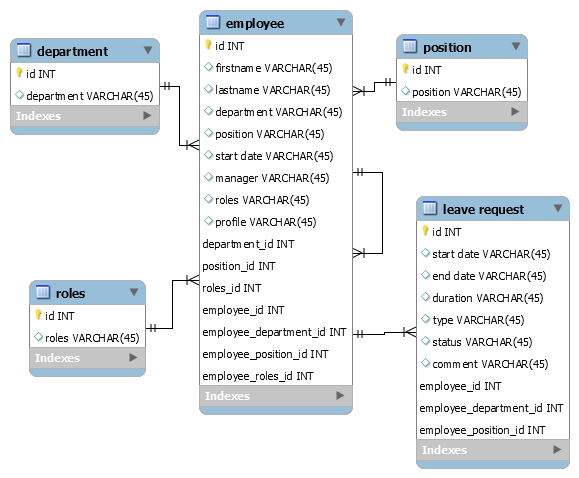 department
id INT
department VARCHAR(45)
Indexes
employee
id INT
firstname VARCHAR(45)
lastname VARCHAR(45)
department VARCHAR(45)
position VARCHAR(45)
start date VARCHAR(45)
manager VARCHAR(45)
roles VARCHAR(45)
profile VARCHAR(45)
department_id INT
position_id INT
roles_id INT
employee_id INT
employee_department_id INT
employee_position_id INT
employee_roles_id INT
Indexes
position
id INT
position VARCHAR(45)
Indexes
roles
id INT
roles VARCHAR(45)
Indexes
leave request
id INT
start date VARCHAR(45)
end date VARCHAR(45)
duration VARCHAR(45)
type VARCHAR(45)
status VARCHAR(45)
comment VARCHAR(45)
employee_id INT
employee_department_id INT
employee_position_id INT
Indexes